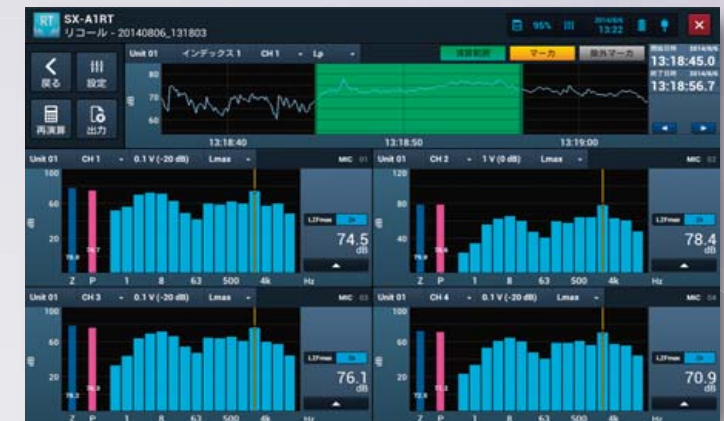 RT SX-A1RT
リコール - 20140806_131803
95% 2014/8/6 13:22
戻る 設定
再演算 出力
Unit 01 インデックス 1 CH 1 Lp 演算範囲 マーカ 除外マーカ
開始日時 2014/8/6
13:18:45.0
終了日時 2014/8/6
13:18:56.7
dB
80
70
60
13:18:40 13:18:50 13:19:00
Unit 01 CH 1 0.1 V (-20 dB) Lmax MIC 01
dB
100
60
20
Z P 1 8 63 500 4k Hz
LZFmax
74.5
dB
Unit 01 CH 2 1 V (0 dB) Lmax MIC 02
dB
120
80
40
Z P 1 8 63 500 4k Hz
LZFmax
78.4
dB
Unit 01 CH 3 0.1 V (-20 dB) Lmax MIC 03
dB
100
60
20
Z P 1 8 63 500 4k Hz
LZFmax
76.1
dB
Unit 01 CH 4 0.1 V (-20 dB) Lmax MIC 04
dB
100
60
20
Z P 1 8 63 500 4k Hz
LZFmax
70.9
dB